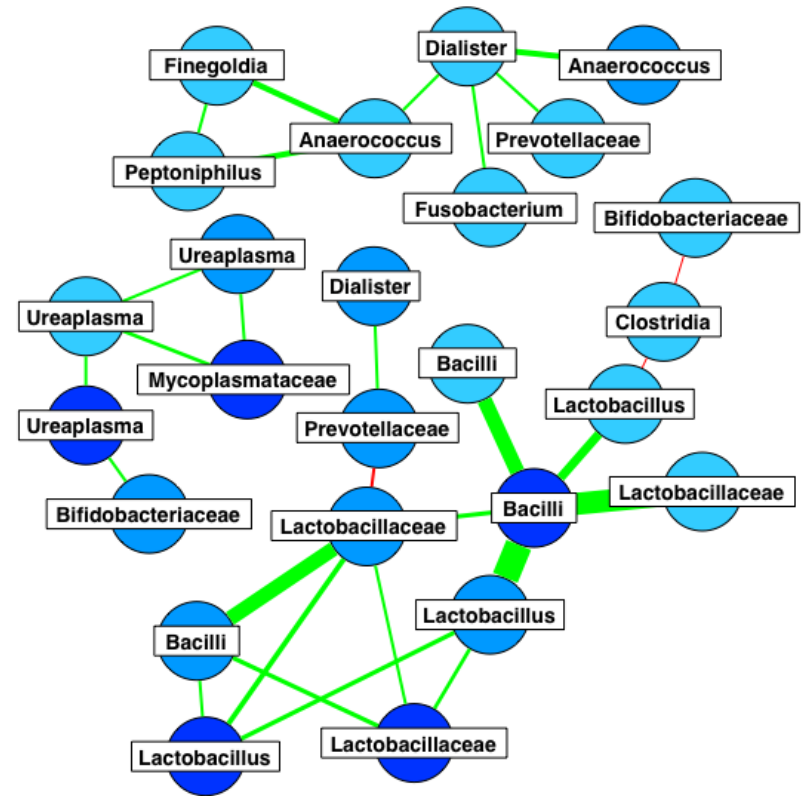 Dialister
Finegoldia
Anaerococcus
Anaerococcus
Prevotellaceae
Peptoniphilus
Fusobacterium
Bifidobacteriaceae
Ureaplasma
Dialister
Ureaplasma
Clostridia
Bacilli
Mycoplasmataceae
Lactobacillus
Ureaplasma
Prevotellaceae
Lactobacillaceae
Bacilli
Bifidobacteriaceae
Lactobacillaceae
Lactobacillus
Bacilli
Lactobacillaceae
Lactobacillus